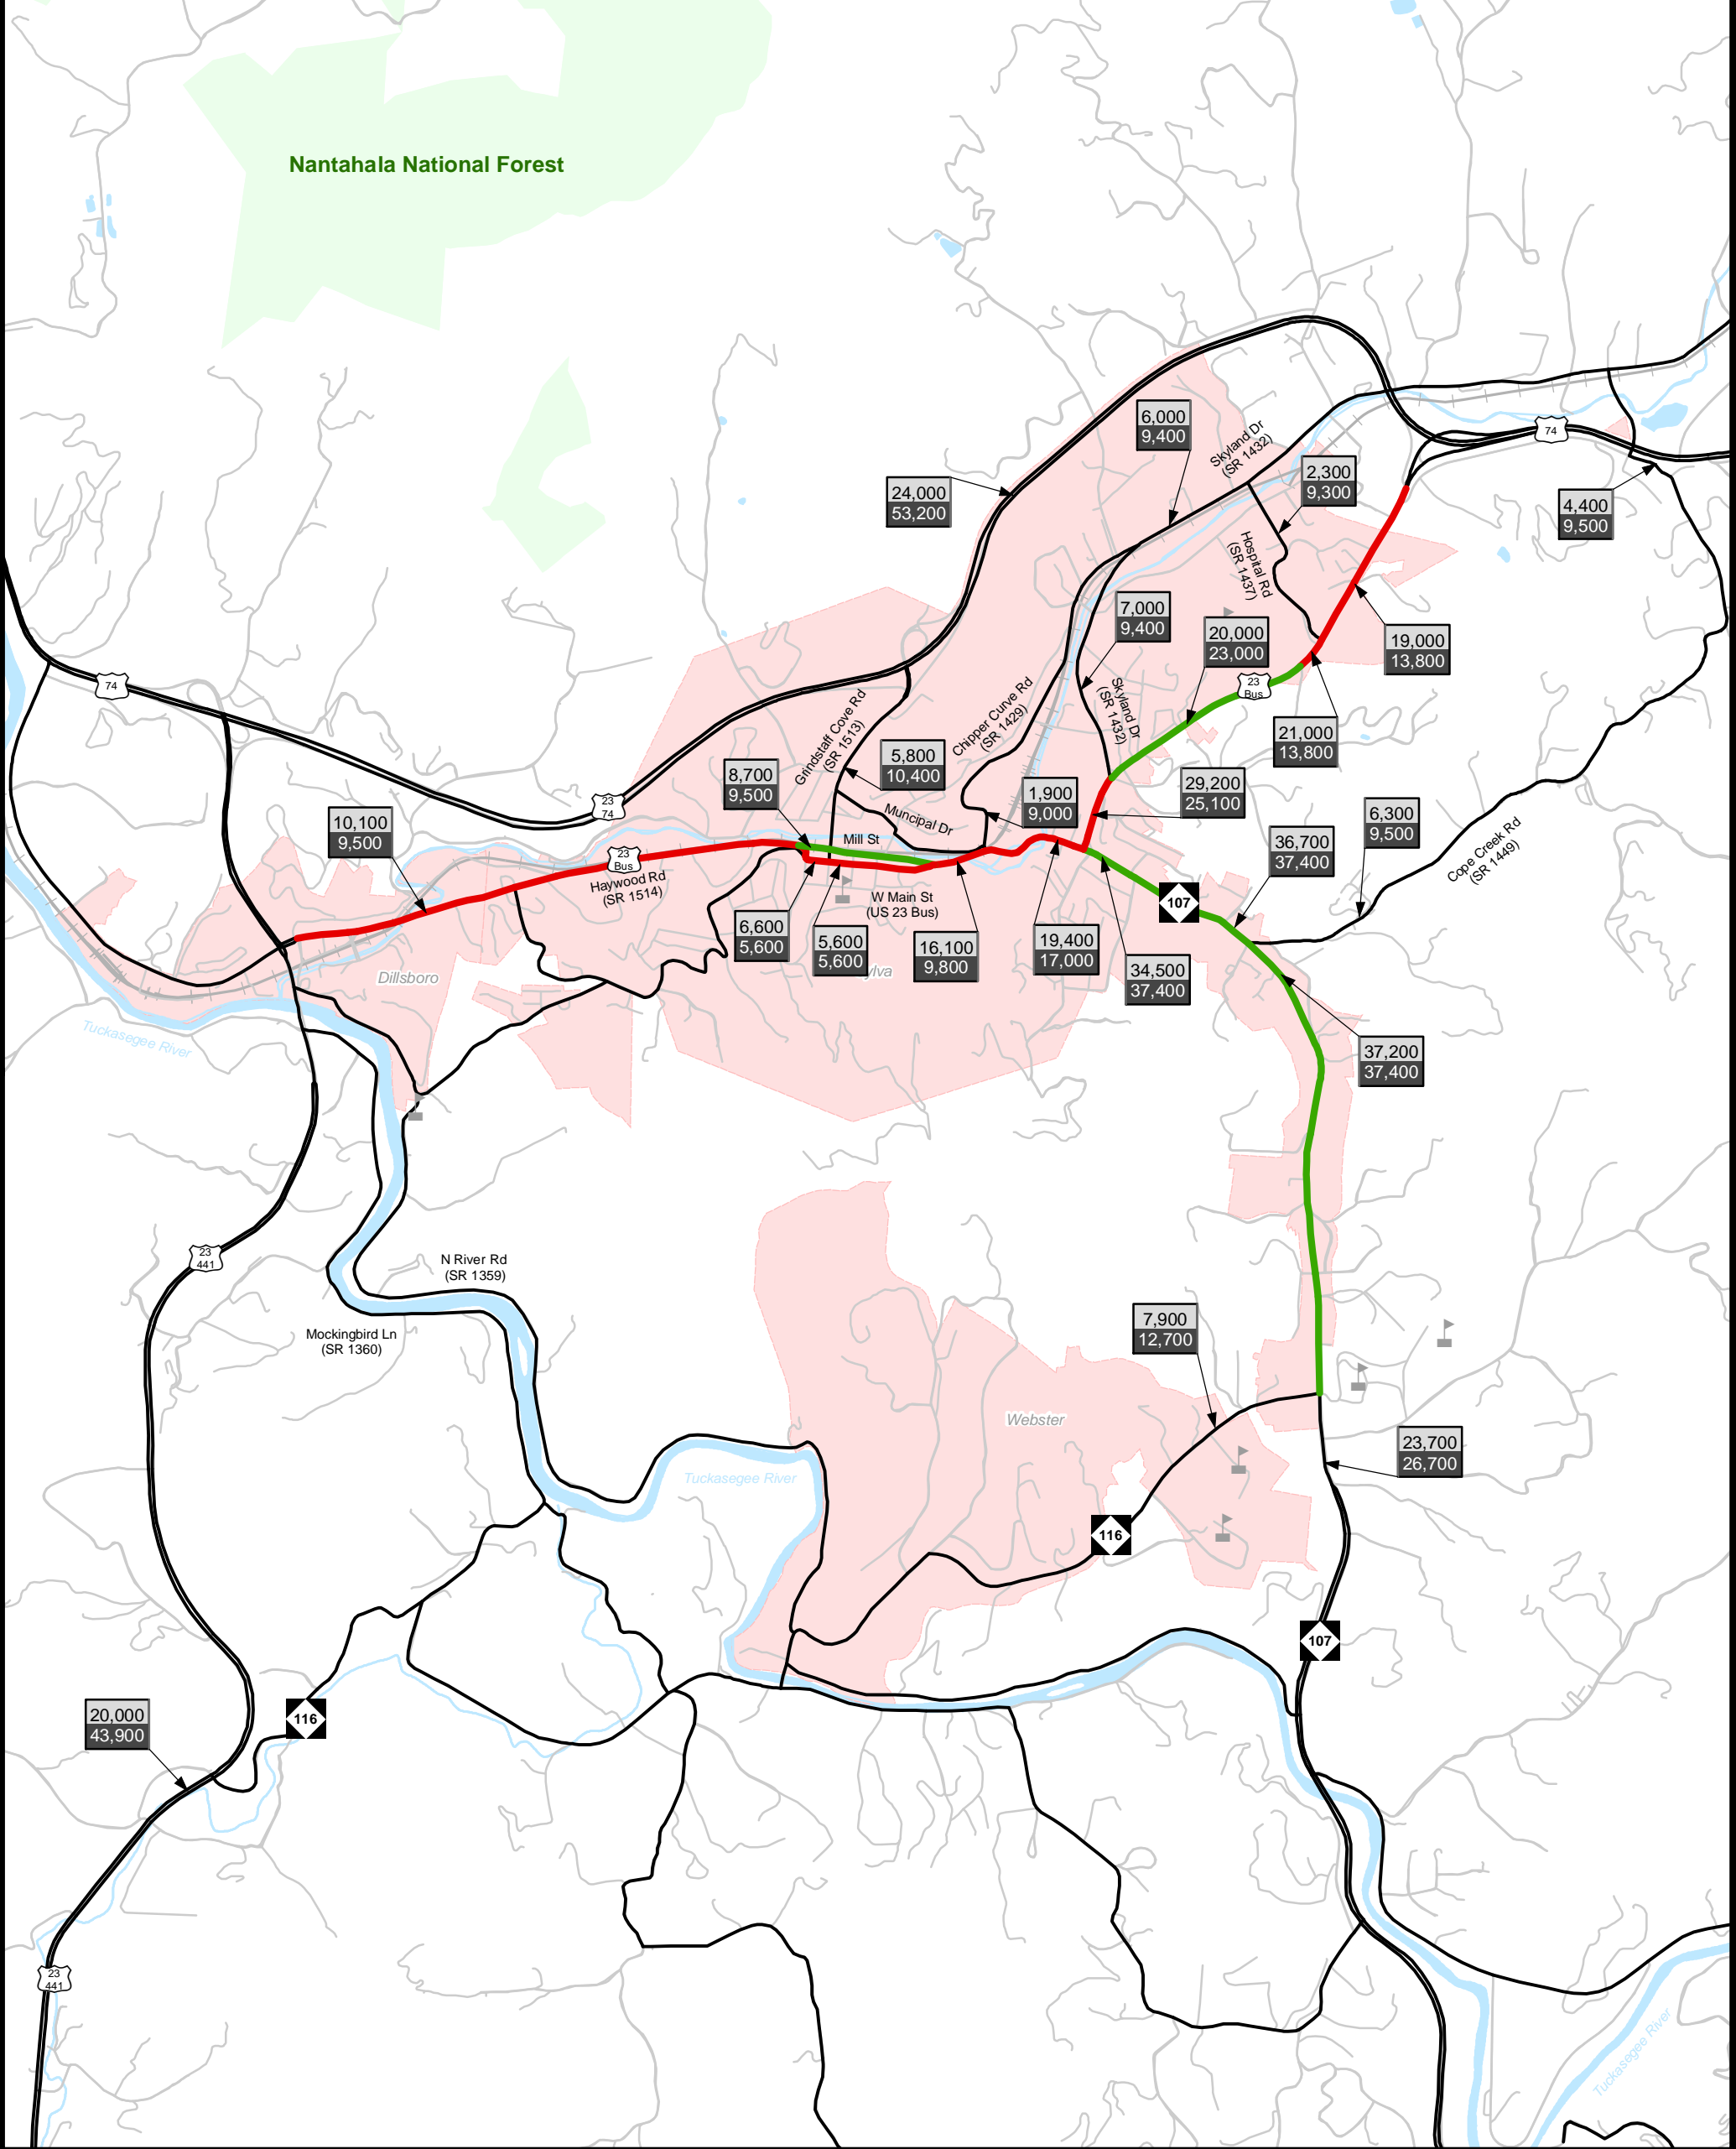 Nantahala National Forest
6,000
9,400
Skyland Dr
(SR 1432)
74
2,300
9,300
24,000
53,200
4,400
9,500
Hospital Rd
(SR 1437)
7,000
9,400
20,000
23,000
19,000
13,800
74
23
Bus
Skyland Dr
(SR 1432)
Chipper Curve Rd
(SR 1429)
Grindstaff Cove Rd
(SR 1513)
21,000
13,800
5,800
10,400
8,700
9,500
29,200
25,100
1,900
9,000
23
74
10,100
9,500
Muncipal Dr
Mill St
6,300
9,500
36,700
37,400
Cope Creek Rd
(SR 1449)
23
Bus
Haywood Rd
(SR 1514)
W Main St
(US 23 Bus)
107
6,600
5,600
5,600
5,600
16,100
9,800
19,400
17,000
34,500
37,400
Dillsboro
ylva
Tuckasegee River
37,200
37,400
23
441
N River Rd
(SR 1359)
Mockingbird Ln
(SR 1360)
7,900
12,700
Webster
23,700
26,700
Tuckasegee River
116
107
20,000
43,900
116
23
441
Tuckasegee River